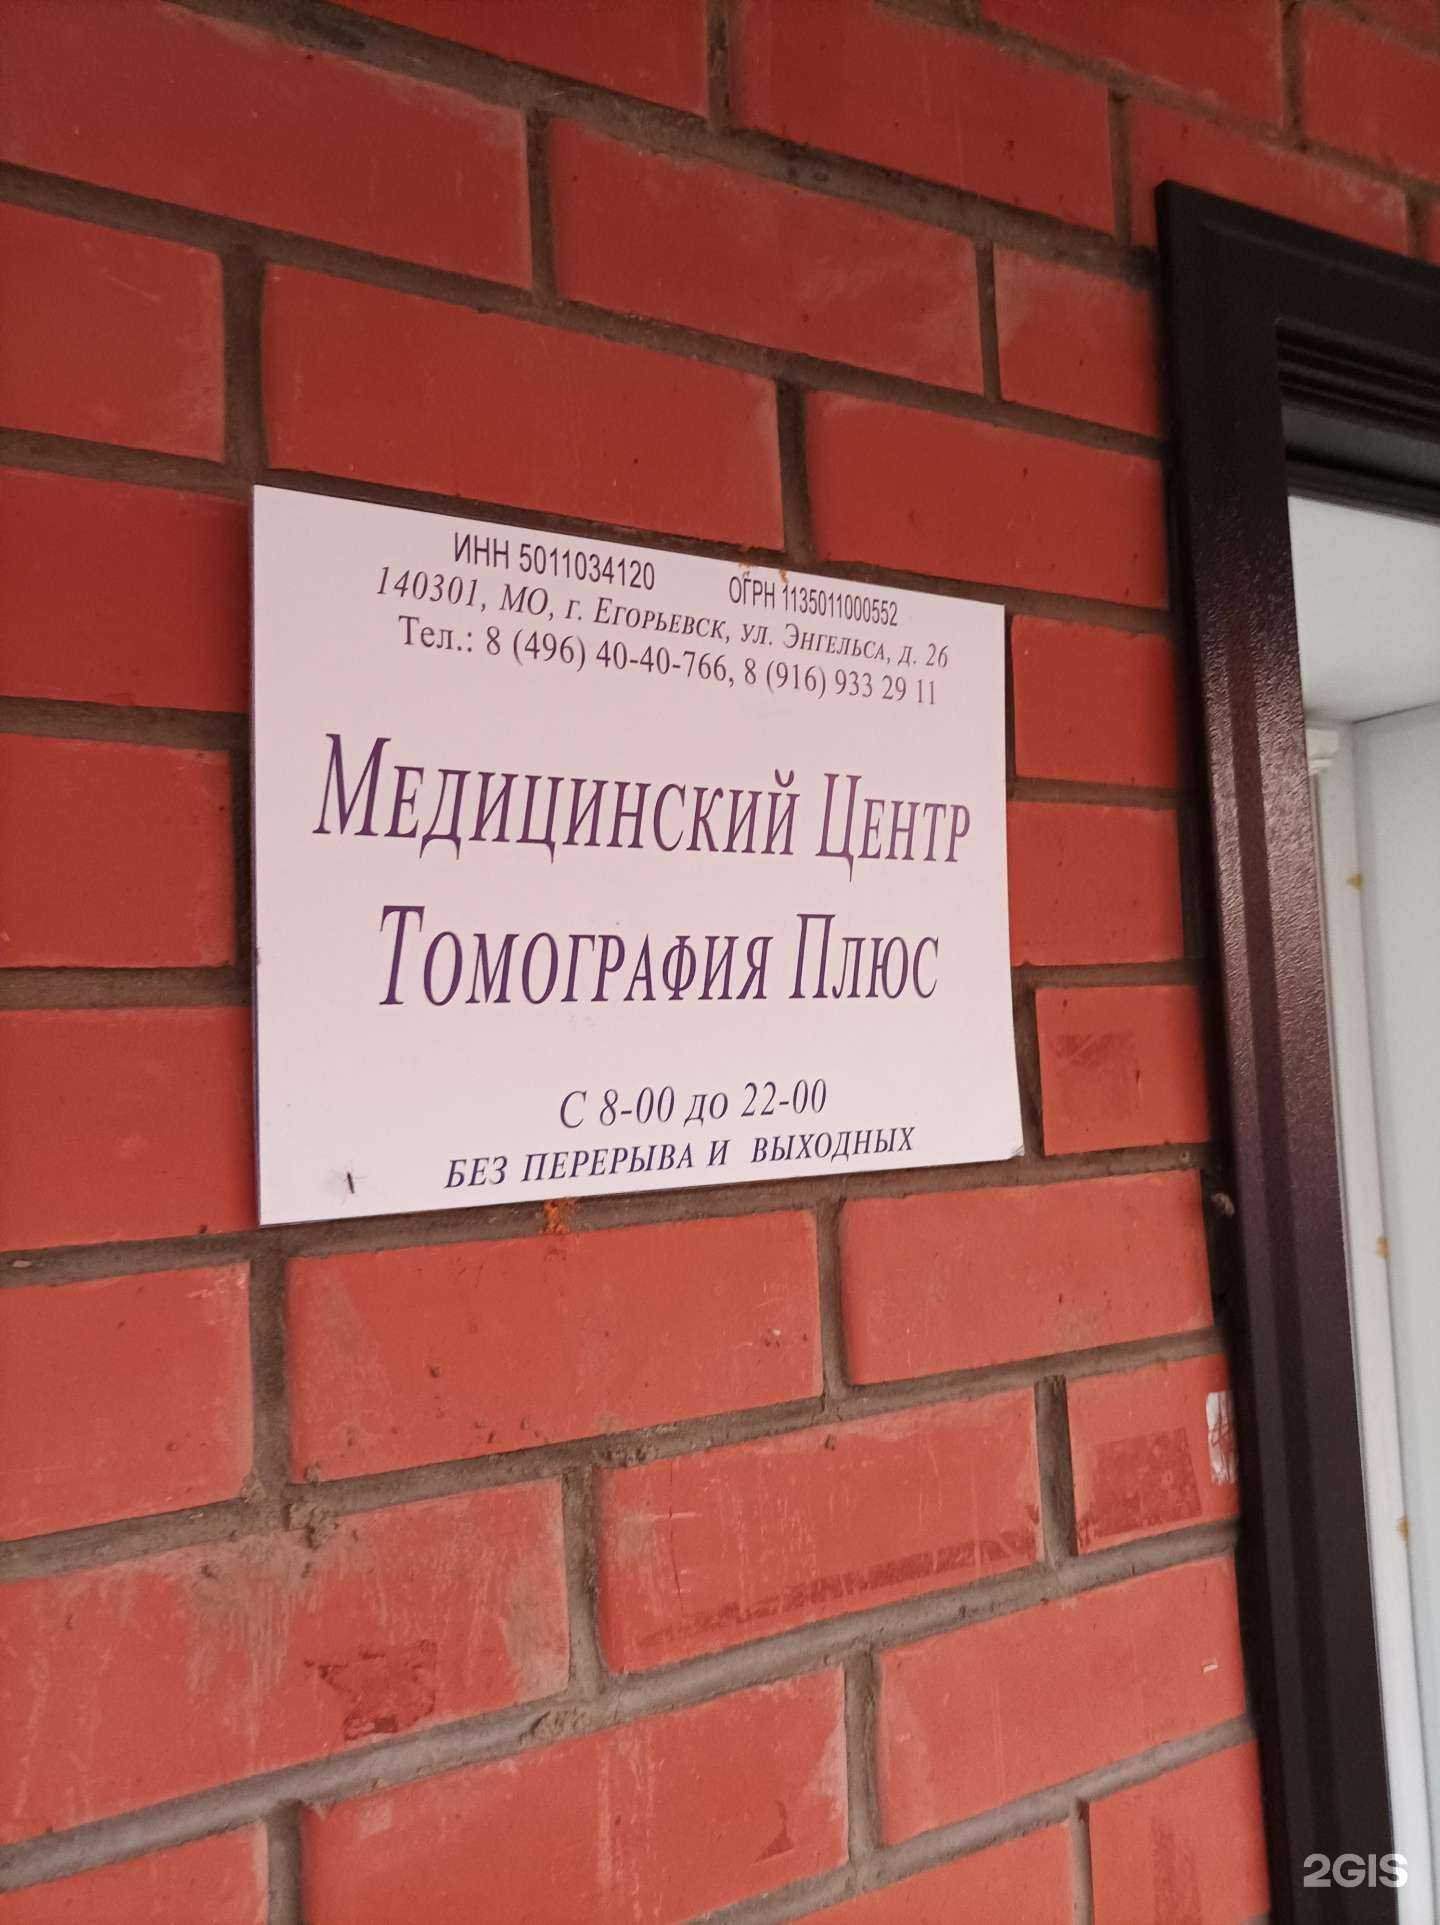 ИНН 5011034120 ОГРН 1135011000552
140301, МО, г. Егорьевск, ул. Энгельса, д. 26
Тел.: 8 (496) 40-40-766, 8 (916) 933 29 11
Медицинский Центр
Томография Плюс
С 8-00 до 22-00
БЕЗ ПЕРЕРЫВА И ВЫХОДНЫХ
2GIS